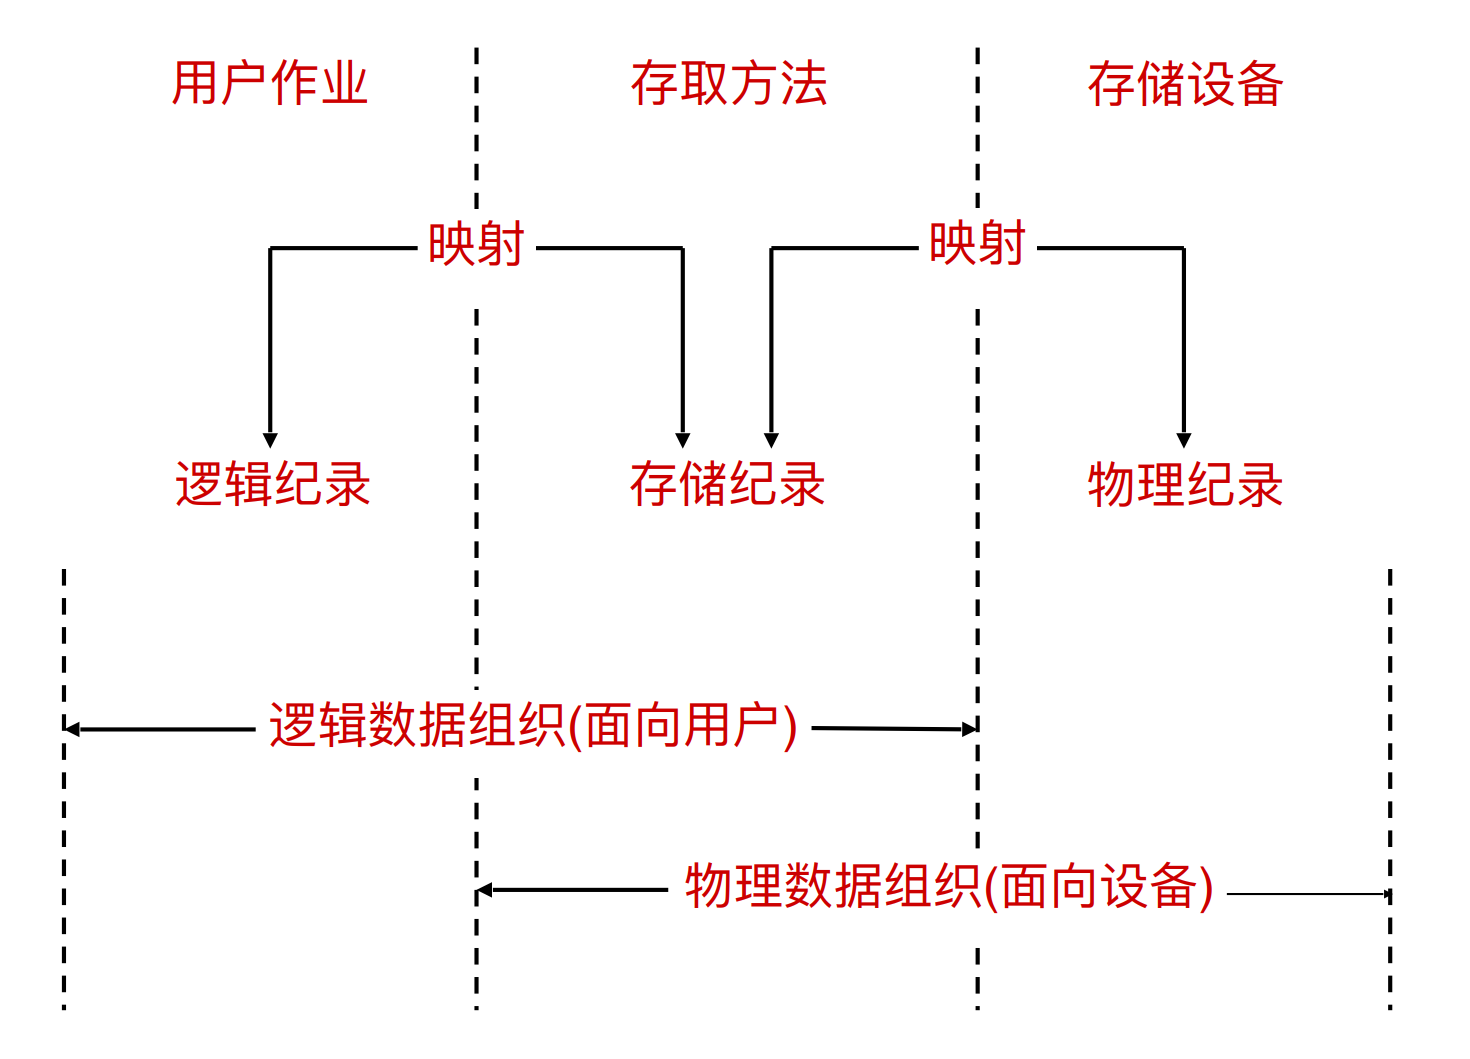 用户作业 存取方法 存储设备
映射 映射
逻辑纪录 存储纪录 物理纪录
逻辑数据组织(面向用户)
物理数据组织(面向设备)